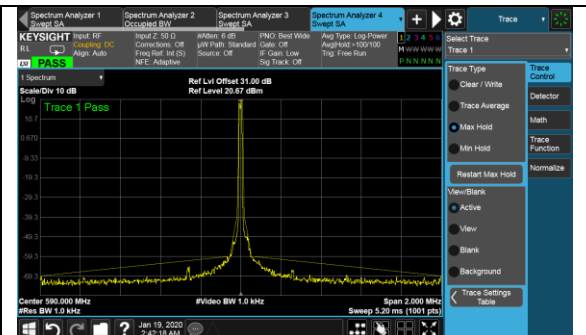 Spectrum Analyzer 1
Swept SA
Spectrum Analyzer 2
Occupied BW
Spectrum Analyzer 3
Swept SA
Spectrum Analyzer 4
Swept SA
Trace
KEYSIGHT
RL
PASS
Input: RF
Coupling: DC
Align: Auto
Input Z: 50 Ω
Corrections: Off
Freq Ref: Int (S)
NFE: Adaptive
#Atten: 6 dB
µW Path: Standard
Source: Off
PNO: Best Wide
Gate: Off
IF Gain: Low
Sig Track: Off
Avg Type: Log-Power
Avg|Hold: >100/100
Trig: Free Run
1 2 3 4 5 6
M W W W W W
P N N N N N
Select Trace
Trace 1
1 Spectrum
Scale/Div 10 dB
Ref Lvl Offset 31.00 dB
Ref Level 20.67 dBm
Log
Trace 1 Pass
10.7
0.670
-9.33
-19.3
-29.3
-39.3
-49.3
-59.3
-69.3
Center 590.000 MHz
#Res BW 1.0 kHz
#Video BW 1.0 kHz
Span 2.000 MHz
Sweep 5.20 ms (1001 pts)
Trace Type
Clear / Write
Trace Average
Max Hold
Min Hold
Restart Max Hold
View/Blank
Active
View
Blank
Background
Trace Settings
Table
Trace
Control
Detector
Math
Trace
Function
Normalize
?
Jan 19, 2020
2:42:18 AM